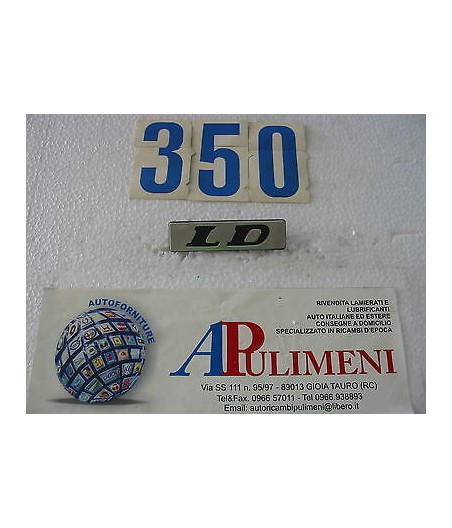 350
LD
AUTOFORNITURE
RIVENDITA LAMIERATI E
LUBRIFICANTI
AUTO ITALIANE ED ESTERE
CONSEGNE A DOMICILIO
SPECIALIZZATO IN RICAMBI D'EPOCA
APULIMENI
Via SS 111 n. 95/97 - 89013 GIOIA TAURO (RC)
Tel&Fax. 0966 57011 - Tel 0966.938893
Email: autoricambipulimeni@libero.it